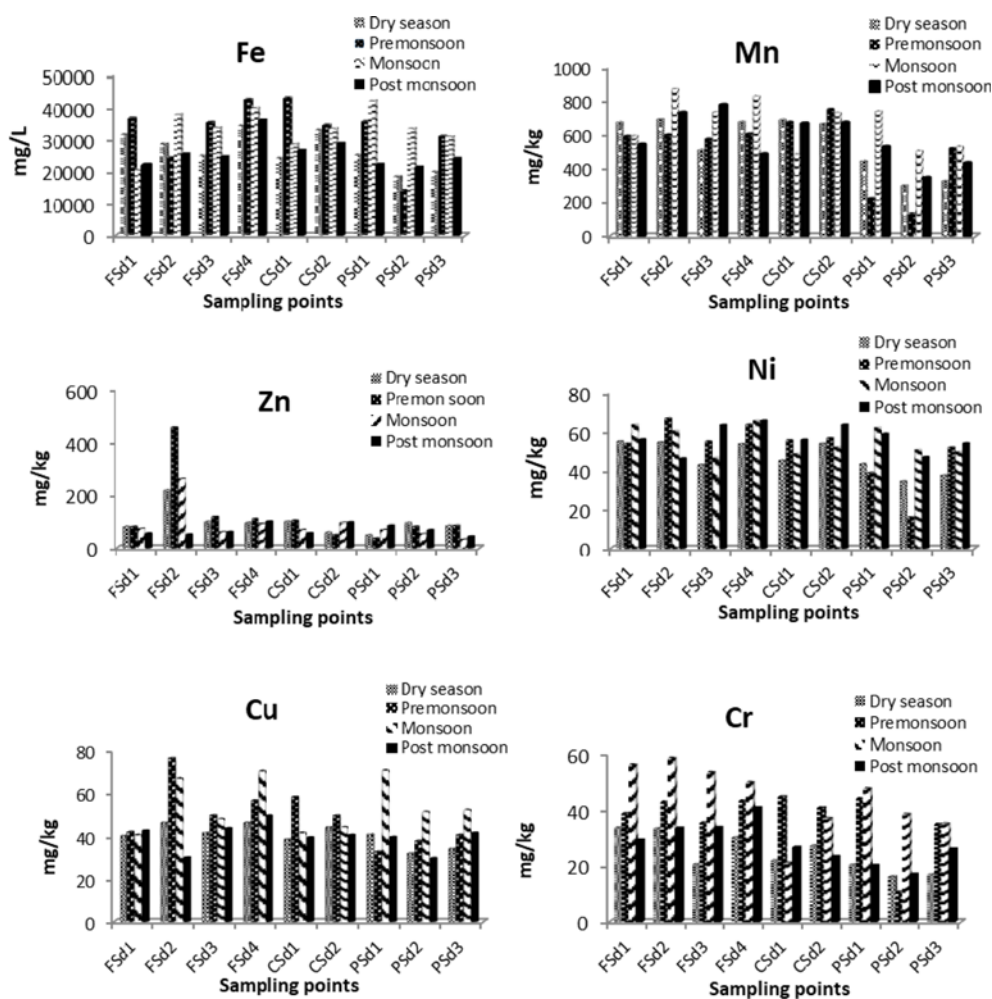 Fe
Dry season
Premonsoon
Monsocn
Post mcnsoon
mg/L
50000
40000
30000
20000
10000
0
FSd1 FSd2 FSd3 FSd4 CSd1 CSd2 PSd1 PSd2 PSd3
Sampling points
Mn
Dry season
Premonsoon
Monsoon
Post monsoon
mg/kg
1000
800
600
400
200
0
FSd1 FSd2 FSd3 FSd4 CSd1 CSd2 PSd1 PSd2 PSd3
Sampling points
Zn
Dry season
Premon soon
Monsoon
Post monsoon
mg/kg
600
400
200
0
FSd1 FSd2 FSd3 FSd4 CSd1 CSd2 PSd1 PSd2 PSd3
Sampling points
Ni
Dry season
Premonsoon
Monsoon
Post monsoon
mg/kg
80
60
40
20
0
FSd1 FSd2 FSd3 FSd4 CSd1 CSd2 PSd1 PSd2 PSd3
Sampling points
Cu
Dry season
Premonsoon
Monsoon
Post monsoon
mg/kg
80
60
40
20
0
FSd1 FSd2 FSd3 FSd4 CSd1 CSd2 PSd1 PSd2 PSd3
Sampling points
Cr
Dry season
Premonsoon
Monsoon
Post monsoon
mg/kg
60
40
20
0
FSd1 FSd2 FSd3 FSd4 CSd1 CSd2 PSd1 PSd2 PSd3
Sampling points